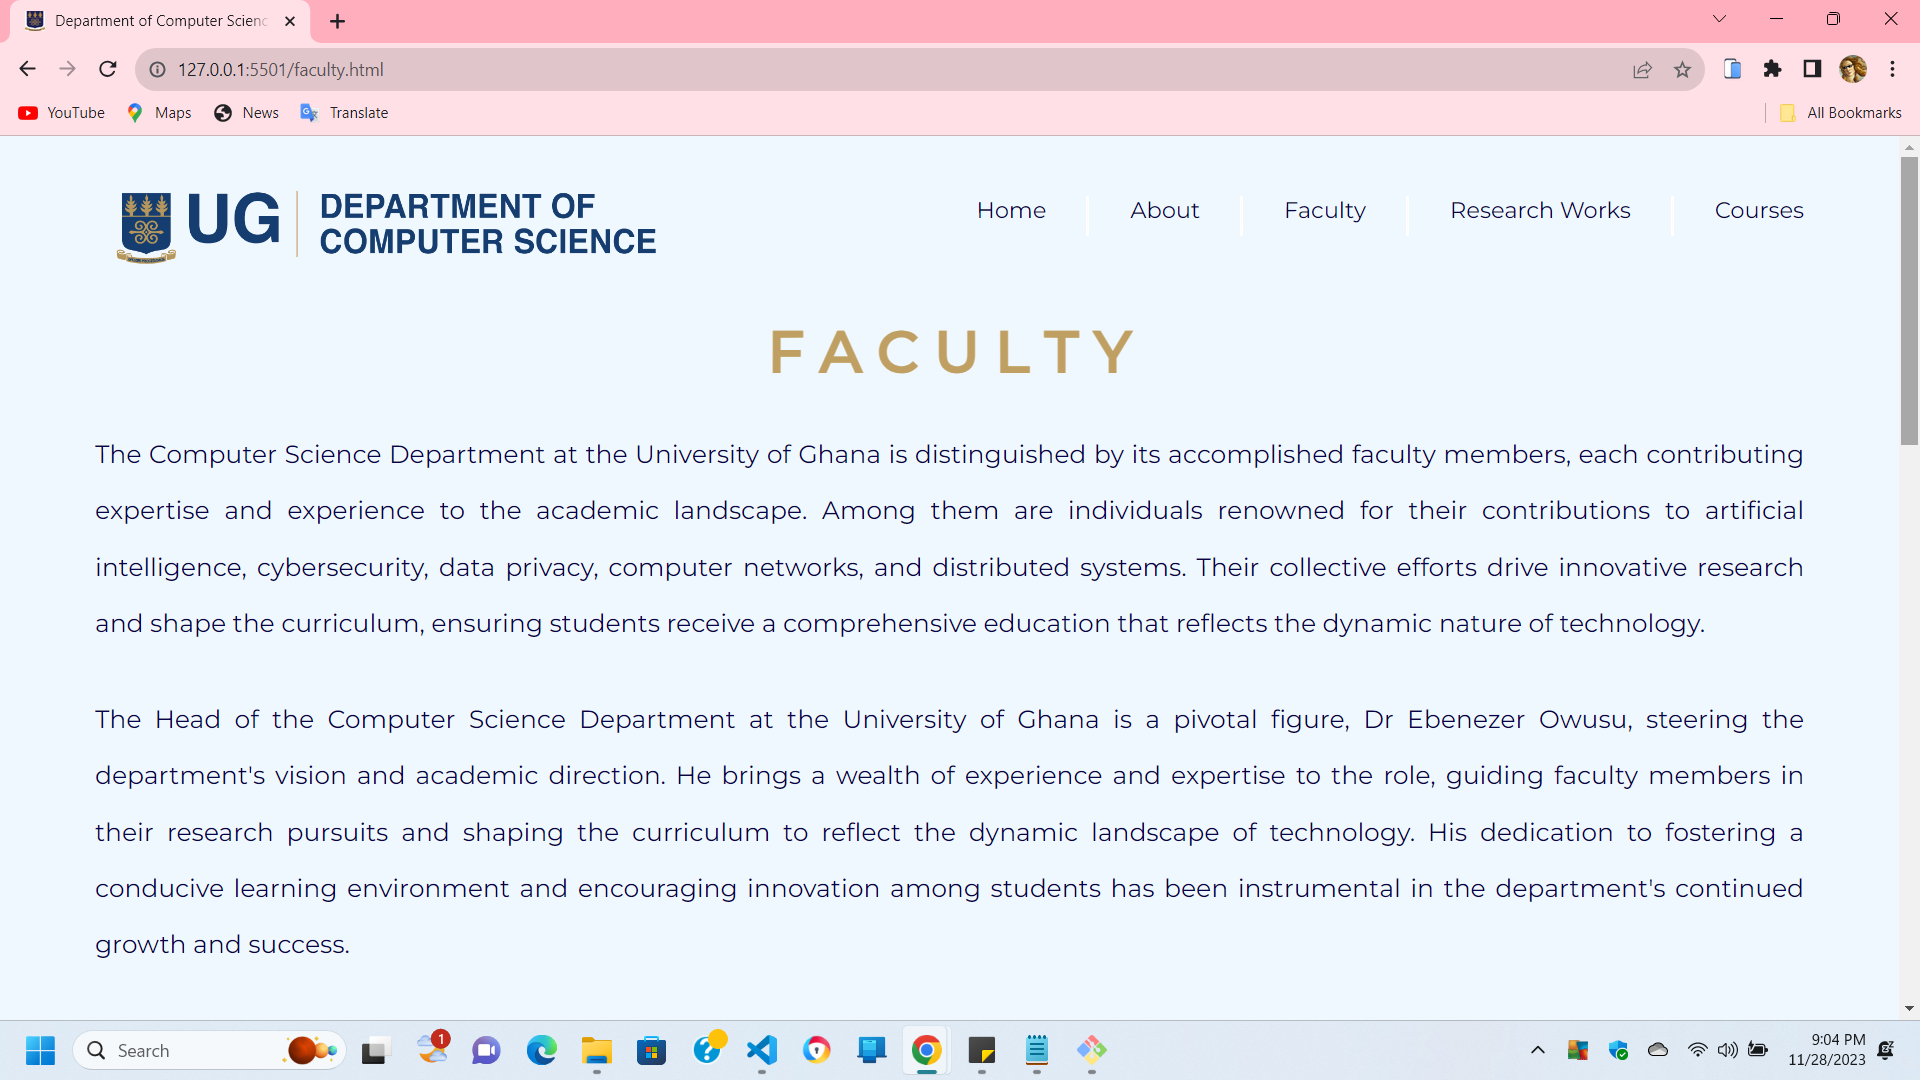 Department of Computer Scienc
127.0.0.1:5501/faculty.html
YouTube
Maps
News
Translate
All Bookmarks
UG
DEPARTMENT OF
COMPUTER SCIENCE
Home
About
Faculty
Research Works
Courses
FACULTY
The Computer Science Department at the University of Ghana is distinguished by its accomplished faculty members, each contributing
expertise and experience to the academic landscape. Among them are individuals renowned for their contributions to artificial
intelligence, cybersecurity, data privacy, computer networks, and distributed systems. Their collective efforts drive innovative research
and shape the curriculum, ensuring students receive a comprehensive education that reflects the dynamic nature of technology.
The Head of the Computer Science Department at the University of Ghana is a pivotal figure, Dr Ebenezer Owusu, steering the
department's vision and academic direction. He brings a wealth of experience and expertise to the role, guiding faculty members in
their research pursuits and shaping the curriculum to reflect the dynamic landscape of technology. His dedication to fostering a
conducive learning environment and encouraging innovation among students has been instrumental in the department's continued
growth and success.
Search
1
9:04 PM
11/28/2023